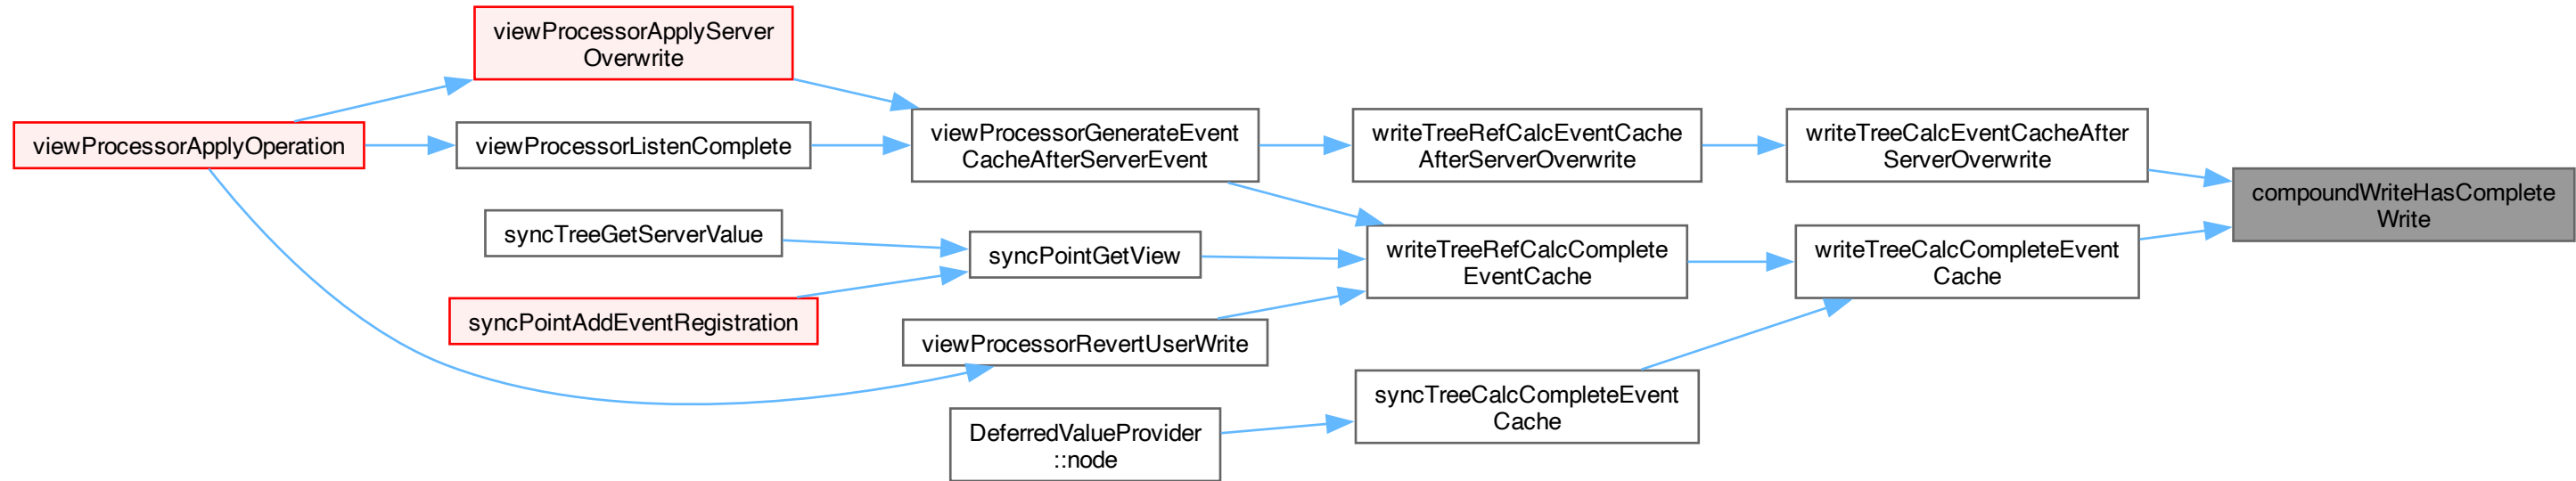 viewProcessorApplyServer
Overwrite
viewProcessorApplyOperation
viewProcessorListenComplete
viewProcessorGenerateEvent
CacheAfterServerEvent
writeTreeRefCalcEventCache
AfterServerOverwrite
writeTreeCalcEventCacheAfter
ServerOverwrite
compoundWriteHasComplete
Write
syncTreeGetServerValue
syncPointGetView
writeTreeRefCalcComplete
EventCache
writeTreeCalcCompleteEvent
Cache
syncPointAddEventRegistration
viewProcessorRevertUserWrite
syncTreeCalcCompleteEvent
Cache
DeferredValueProvider
::node